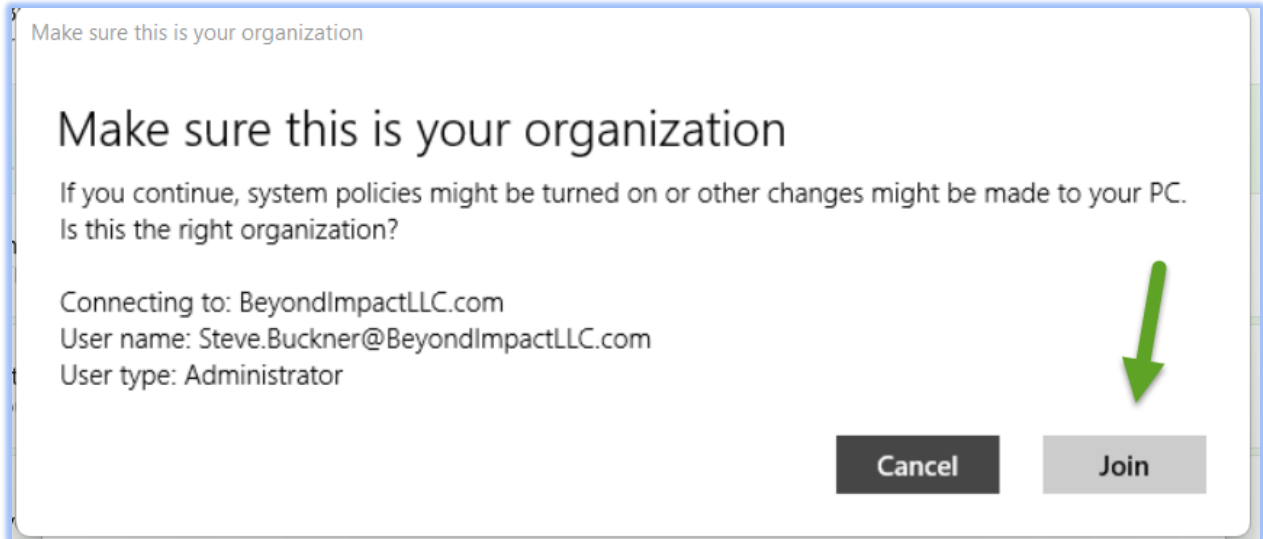 Make sure this is your organization
Make sure this is your organization
If you continue, system policies might be turned on or other changes might be made to your PC.
Is this the right organization?
Connecting to: BeyondImpactLLC.com
User name: Steve.Buckner@BeyondImpactLLC.com
User type: Administrator
Cancel Join